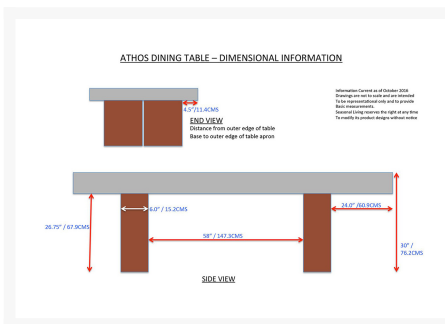 ATHOS DINING TABLE – DIMENSIONAL INFORMATION
Information Current as of October 2016
Drawings are not to scale and are intended
To be representational only and to provide
Basic measurements.
Seasonal Living reserves the right at any time
To modify its product designs without notice
4.5"/11.4CMS
END VIEW
Distance from outer edge of table
Base to outer edge of table apron
6.0" / 15.2CMS
24.0"/60.9CMS
26.75" / 67.9CMS
58" / 147.3CMS
30" /
76.2CMS
SIDE VIEW